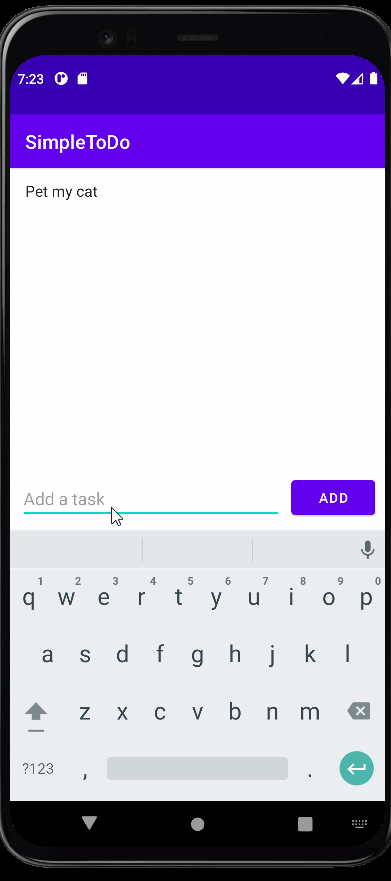 7:23
SimpleToDo
Pet my cat
Add a task
ADD
1 2 3 4 5 6 7 8 9 0
q w e r t y u i o p
a s d f g h j k l
z x c v b n m
?123 , .